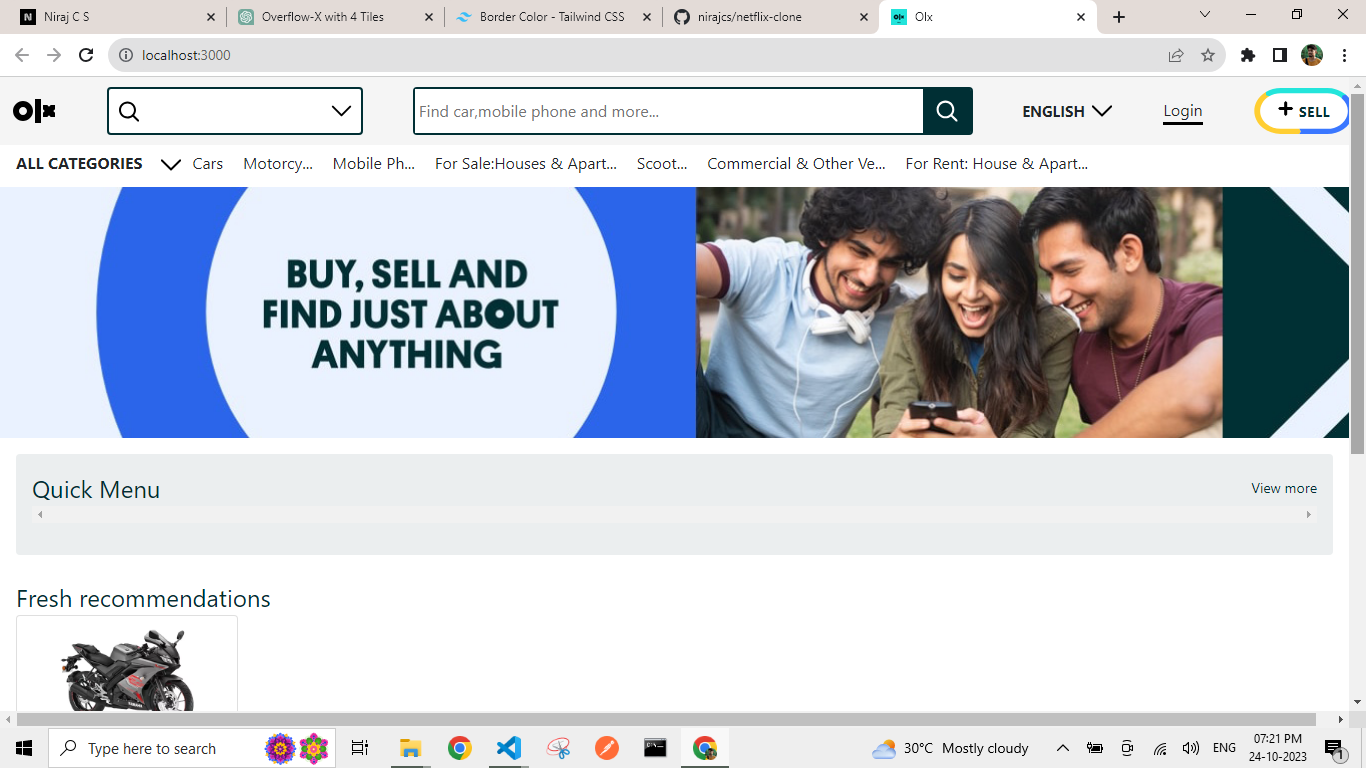 Niraj C S
Overflow-X with 4 Tiles
Border Color - Tailwind CSS
nirajcs/netflix-clone
Olx
localhost:3000
olx
Find car,mobile phone and more...
ENGLISH
Login
SELL
ALL CATEGORIES
Cars
Motorcy...
Mobile Ph...
For Sale:Houses & Apart...
Scoot...
Commercial & Other Ve...
For Rent: House & Apart...
BUY, SELL AND
FIND JUST ABOUT
ANYTHING
Quick Menu
View more
Fresh recommendations
Type here to search
30°C Mostly cloudy
ENG
07:21 PM
24-10-2023
1